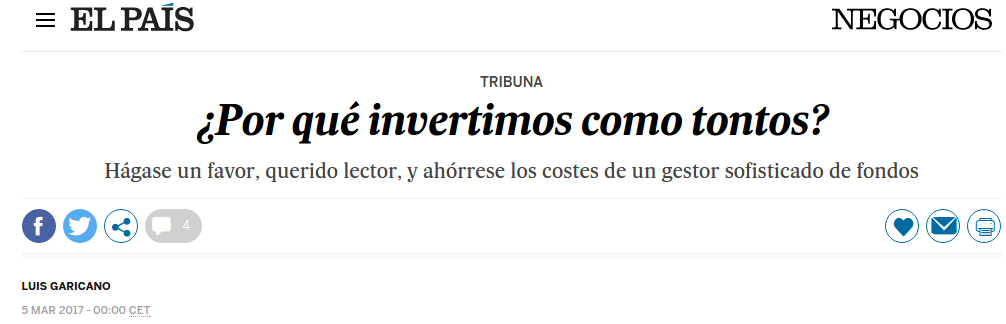 EL PAÍS
NEGOCIOS
TRIBUNA
¿Por qué invertimos como tontos?
Hágase un favor, querido lector, y ahórrese los costes de un gestor sofisticado de fondos
4
LUIS GARICANO
5 MAR 2017 - 00:00 CET